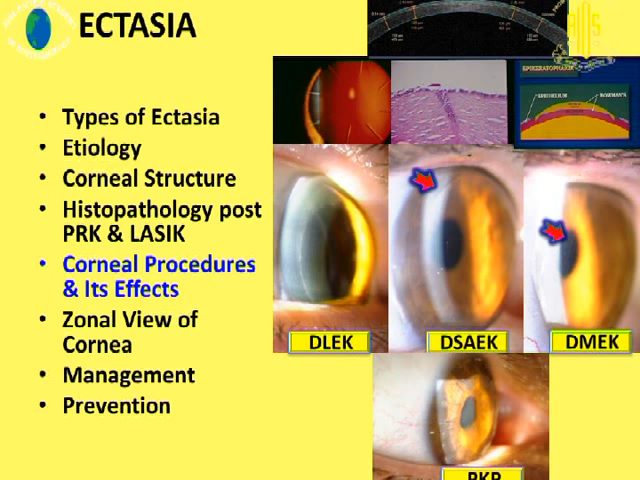 ECTASIA
EPIKERATOPHAKIA
EPITHELIUM
BOWMAN'S
• Types of Ectasia
• Etiology
• Corneal Structure
• Histopathology post
PRK & LASIK
• Corneal Procedures
& Its Effects
• Zonal View of
Cornea
• Management
• Prevention
DLEK
DSAEK
DMEK
PKP